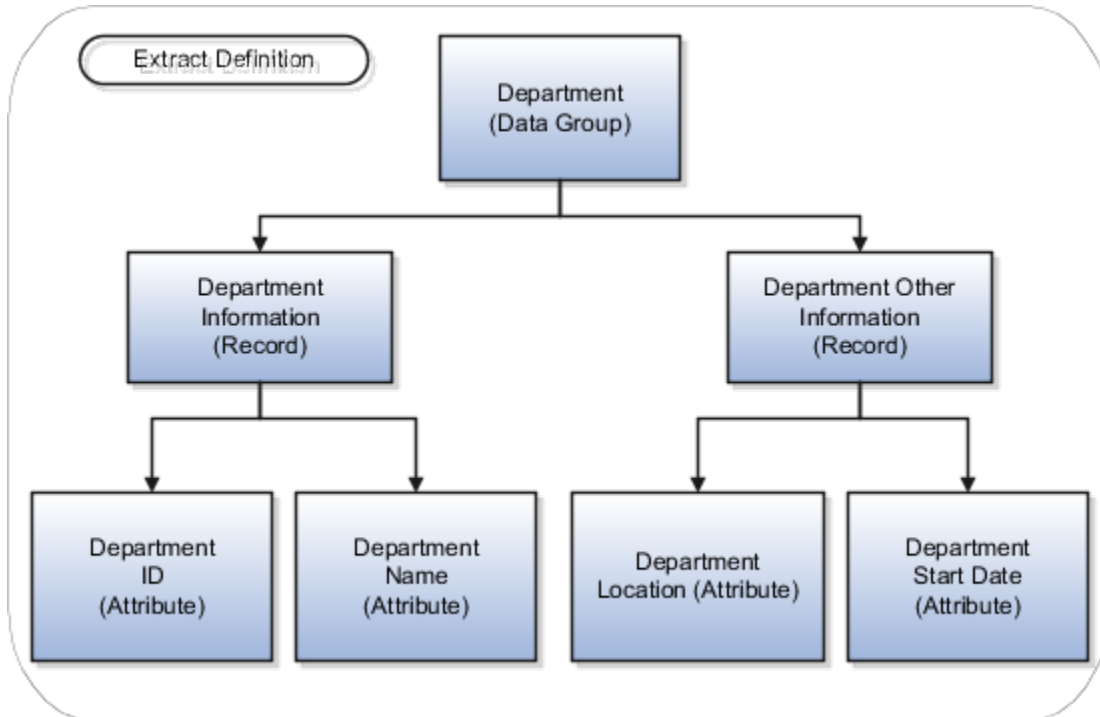 Extract Definition
Department
(Data Group)
Department
Information
(Record)
Department Other
Information
(Record)
Department
ID
(Attribute)
Department
Name
(Attribute)
Department
Location (Attribute)
Department
Start Date
(Attribute)